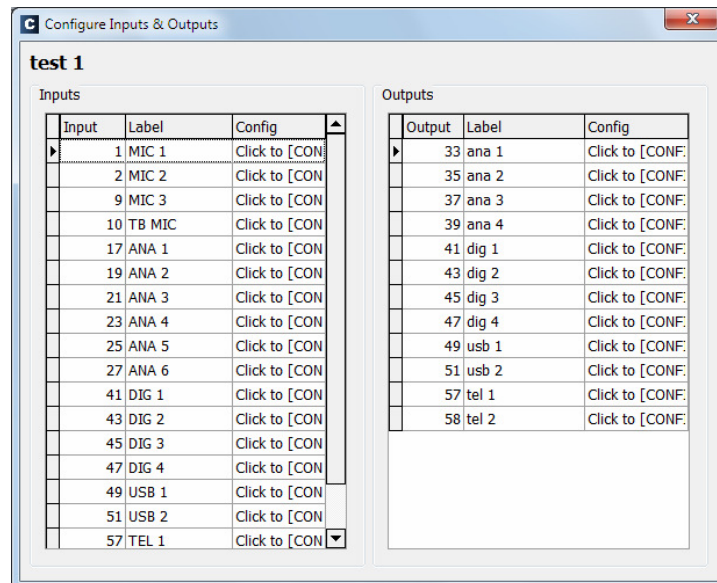 C Configure Inputs & Outputs
test 1
Inputs
Input Label Config
1 MIC 1 Click to [CON
2 MIC 2 Click to [CON
9 MIC 3 Click to [CON
10 TB MIC Click to [CON
17 ANA 1 Click to [CON
19 ANA 2 Click to [CON
21 ANA 3 Click to [CON
23 ANA 4 Click to [CON
25 ANA 5 Click to [CON
27 ANA 6 Click to [CON
41 DIG 1 Click to [CON
43 DIG 2 Click to [CON
45 DIG 3 Click to [CON
47 DIG 4 Click to [CON
49 USB 1 Click to [CON
51 USB 2 Click to [CON
57 TEL 1 Click to [CON
Outputs
Output Label Config
33 ana 1 Click to [CONF
35 ana 2 Click to [CONF
37 ana 3 Click to [CONF
39 ana 4 Click to [CONF
41 dig 1 Click to [CONF
43 dig 2 Click to [CONF
45 dig 3 Click to [CONF
47 dig 4 Click to [CONF
49 usb 1 Click to [CONF
51 usb 2 Click to [CONF
57 tel 1 Click to [CONF
58 tel 2 Click to [CONF